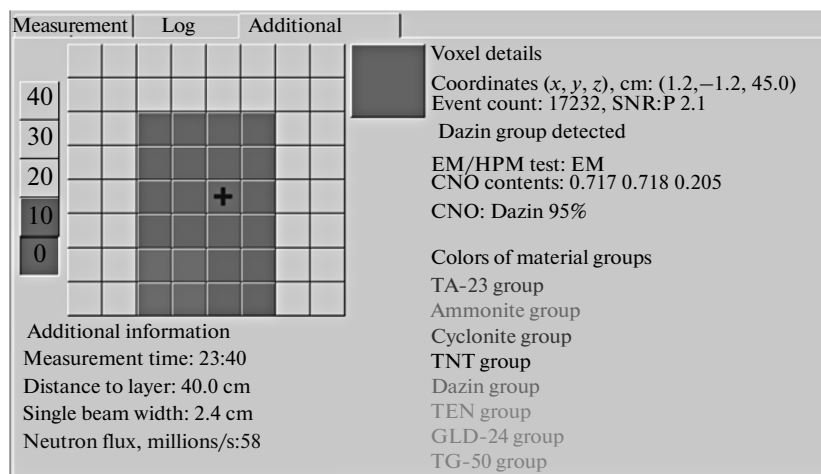 Measurement Log Additional
40
30
20
10
0
Additional information
Measurement time: 23:40
Distance to layer: 40.0 cm
Single beam width: 2.4 cm
Neutron flux, millions/s:58
Voxel details
Coordinates (x, y, z), cm: (1.2,−1.2, 45.0)
Event count: 17232, SNR:P 2.1
Dazin group detected
EM/HPM test: EM
CNO contents: 0.717 0.718 0.205
CNO: Dazin 95%
Colors of material groups
TA-23 group
Ammonite group
Cyclonite group
TNT group
Dazin group
TEN group
GLD-24 group
TG-50 group